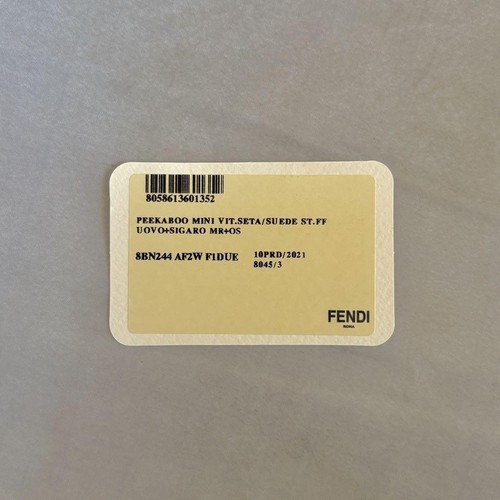 8058613601352
PEEKABOO MINI VIT.SETA/SUEDE ST.FF
UOVO+SIGARO MR+OS
8BN244 AF2W F1DUE 10PRD/2021
8045/3
FENDI
ROMA